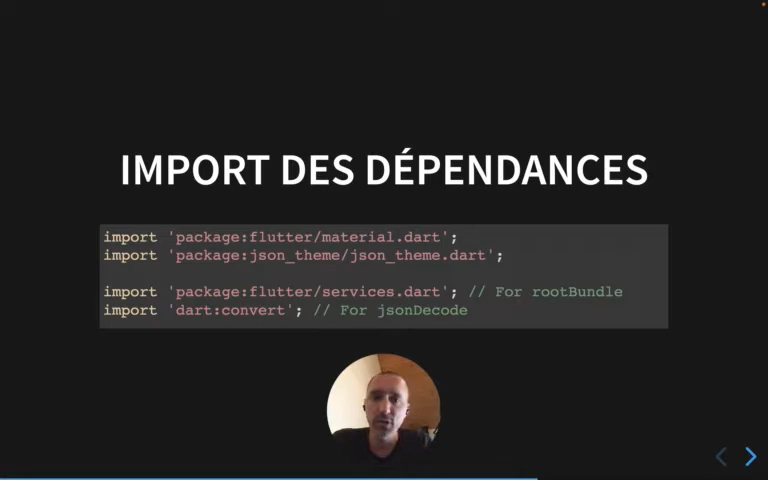 IMPORT DES DÉPENDANCES
import 'package:flutter/material.dart';
import 'package:json_theme/json_theme.dart';
import 'package:flutter/services.dart'; // For rootBundle
import 'dart:convert'; // For jsonDecode